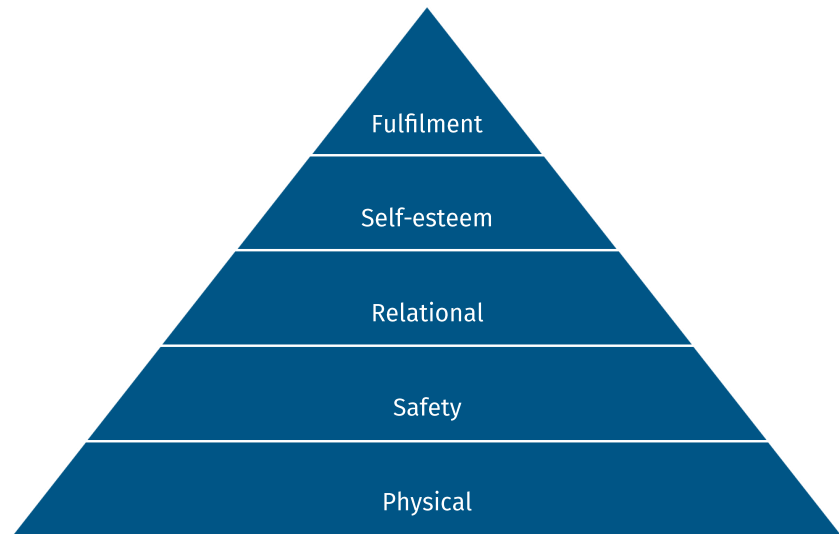 Fulfilment
Self-esteem
Relational
Safety
Physical